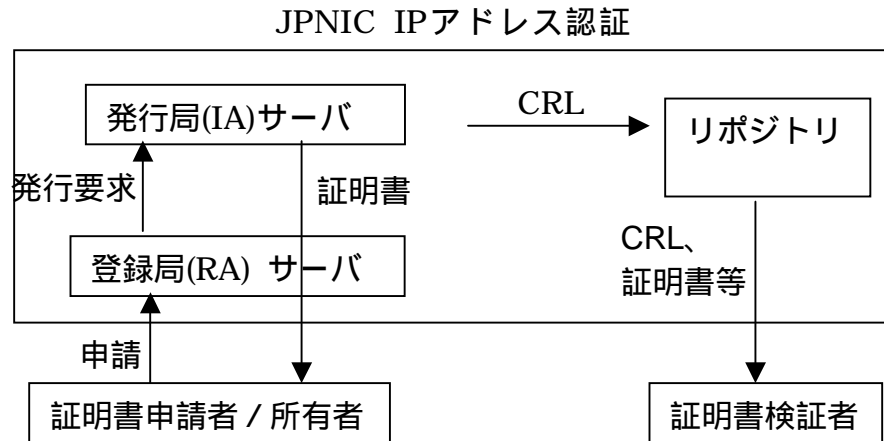 JPNIC IPアドレス認証
発行局(IA)サーバ
CRL
リポジトリ
発行要求
証明書
登録局(RA) サーバ
CRL、
証明書等
申請
証明書申請者 / 所有者
証明書検証者